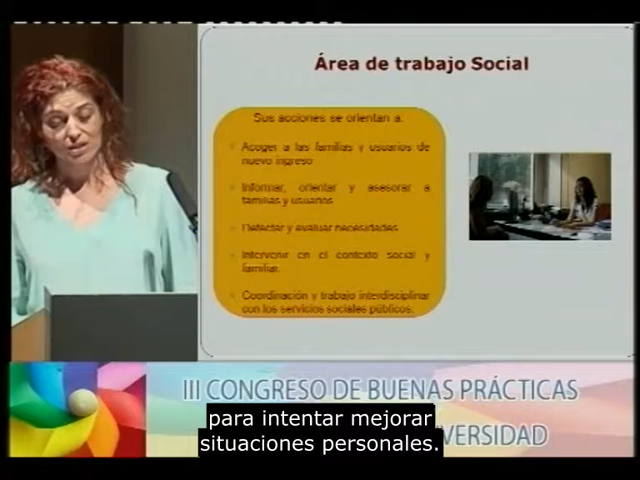 Área de trabajo Social
Sus acciones se orientan a:
Acoger a las familias y usuarios de
nuevo ingreso
Informar, orientar y asesorar a
familias y usuarios
Detectar y evaluar necesidades
Intervenir en el contexto social y
familiar.
Coordinación y trabajo interdisciplinar
con los servicios sociales públicos.
III CONGRESO DE BUENAS PRÁCTICAS
VERSIDAD
para intentar mejorar
situaciones personales.